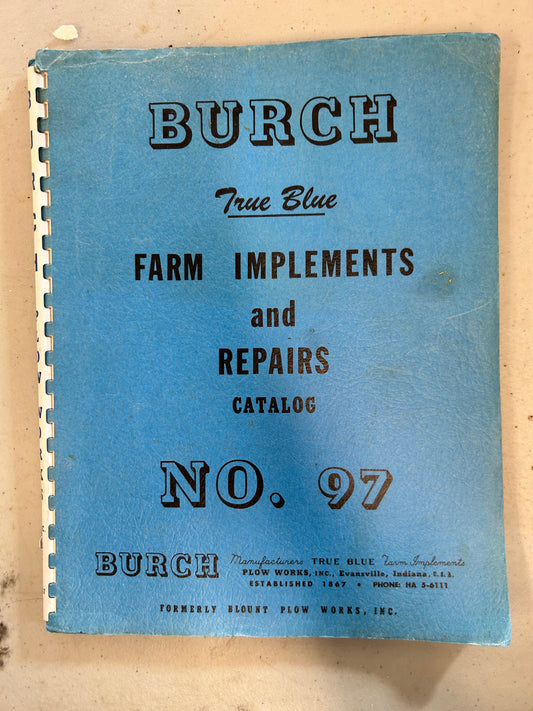 BURCH
True Blue
FARM IMPLEMENTS
and
REPAIRS
CATALOG
NO. 97
BURCH Manufacturers TRUE BLUE Farm Implements
PLOW WORKS, INC., Evansville, Indiana, U.S.A.
ESTABLISHED 1867 • PHONE: HA 5-6111
FORMERLY BLOUNT PLOW WORKS, INC.